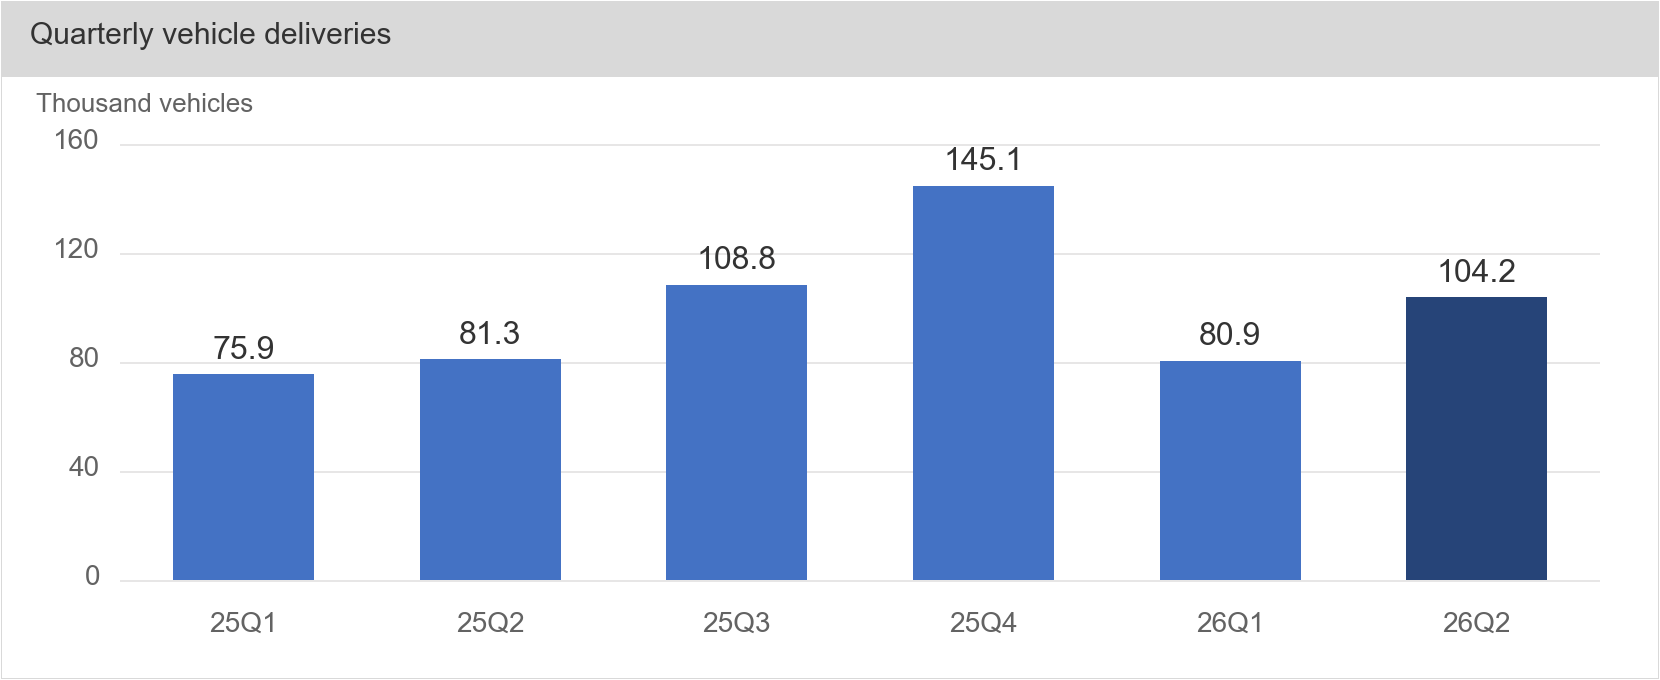 Quarterly vehicle deliveries
Thousand vehicles
160
120
80
40
0
75.9
81.3
108.8
145.1
80.9
104.2
25Q1
25Q2
25Q3
25Q4
26Q1
26Q2